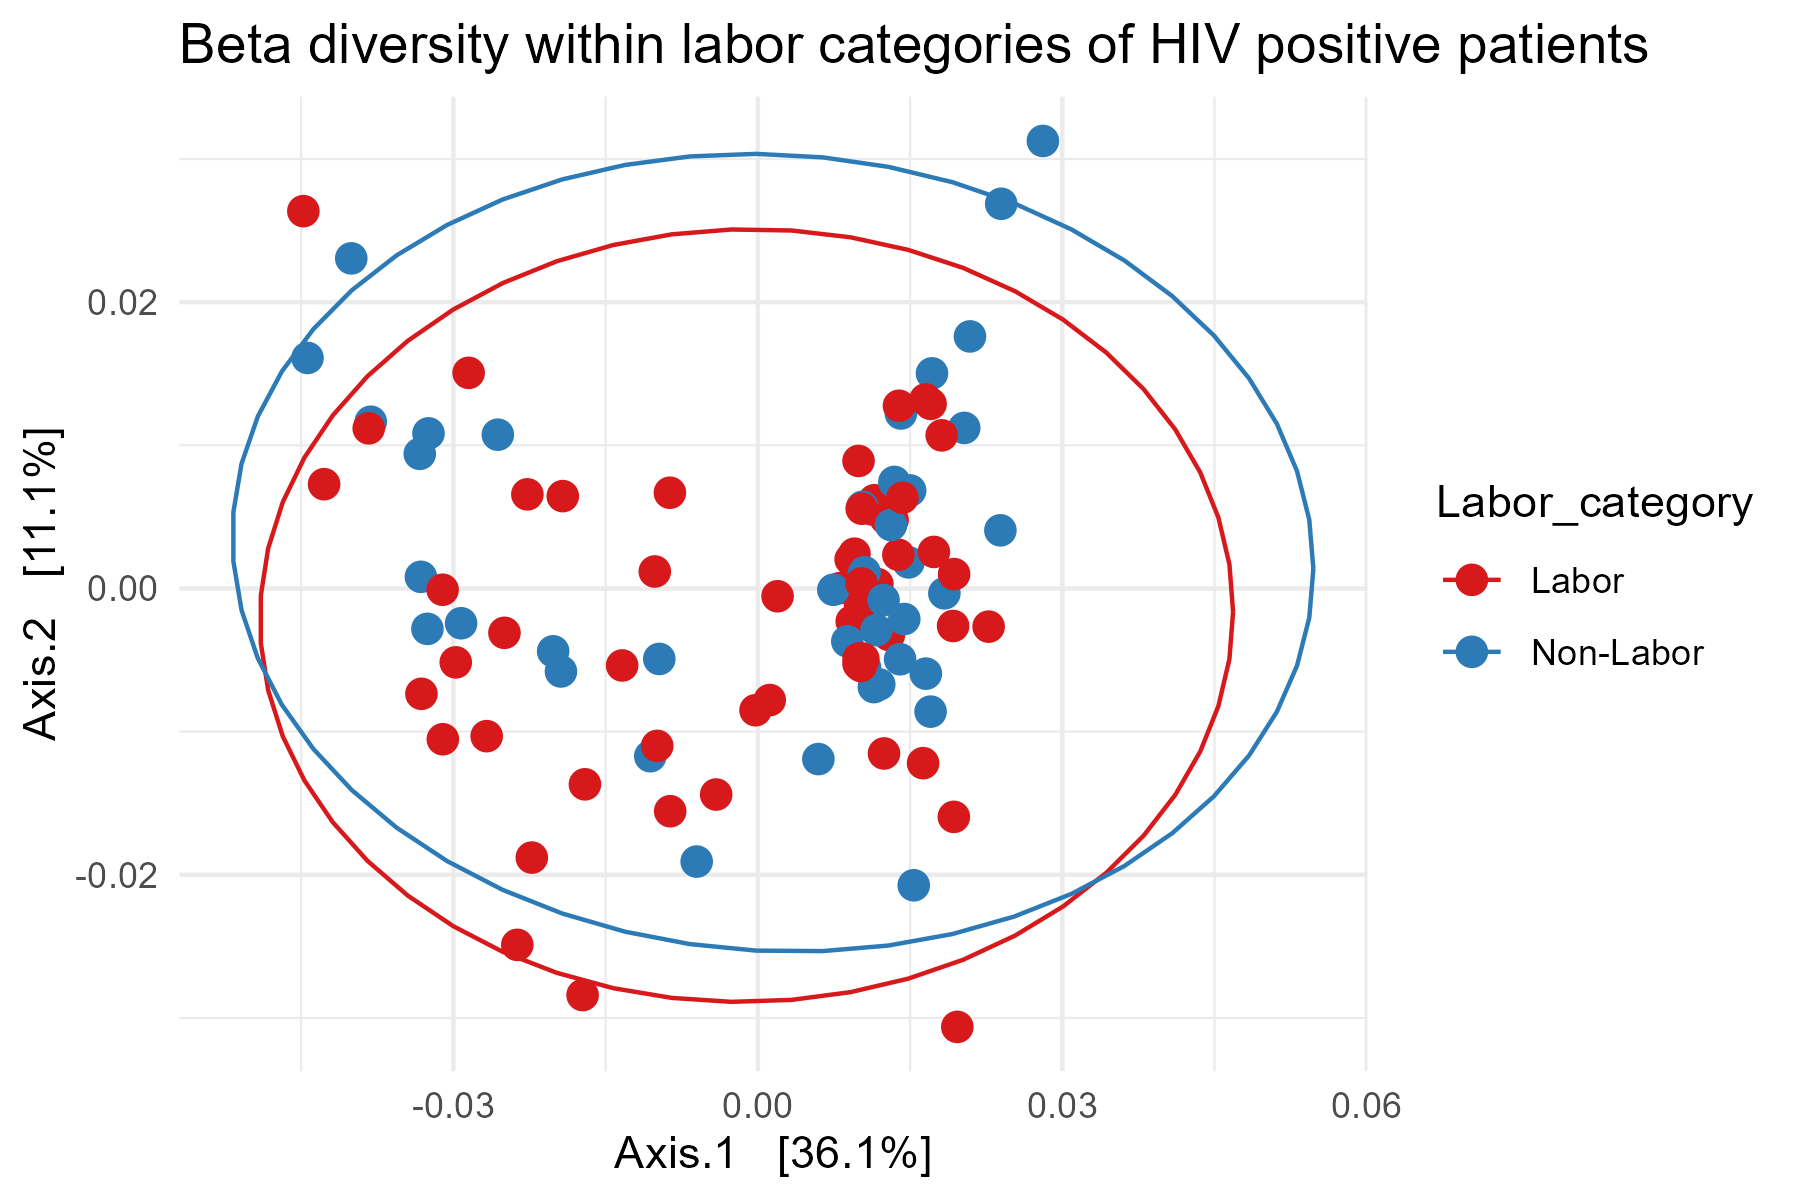 Beta diversity within labor categories of HIV positive patients
Axis.2 [11.1%]
0.02
0.00
-0.02
-0.03
0.00
0.03
0.06
Axis.1 [36.1%]
Labor_category
Labor
Non-Labor